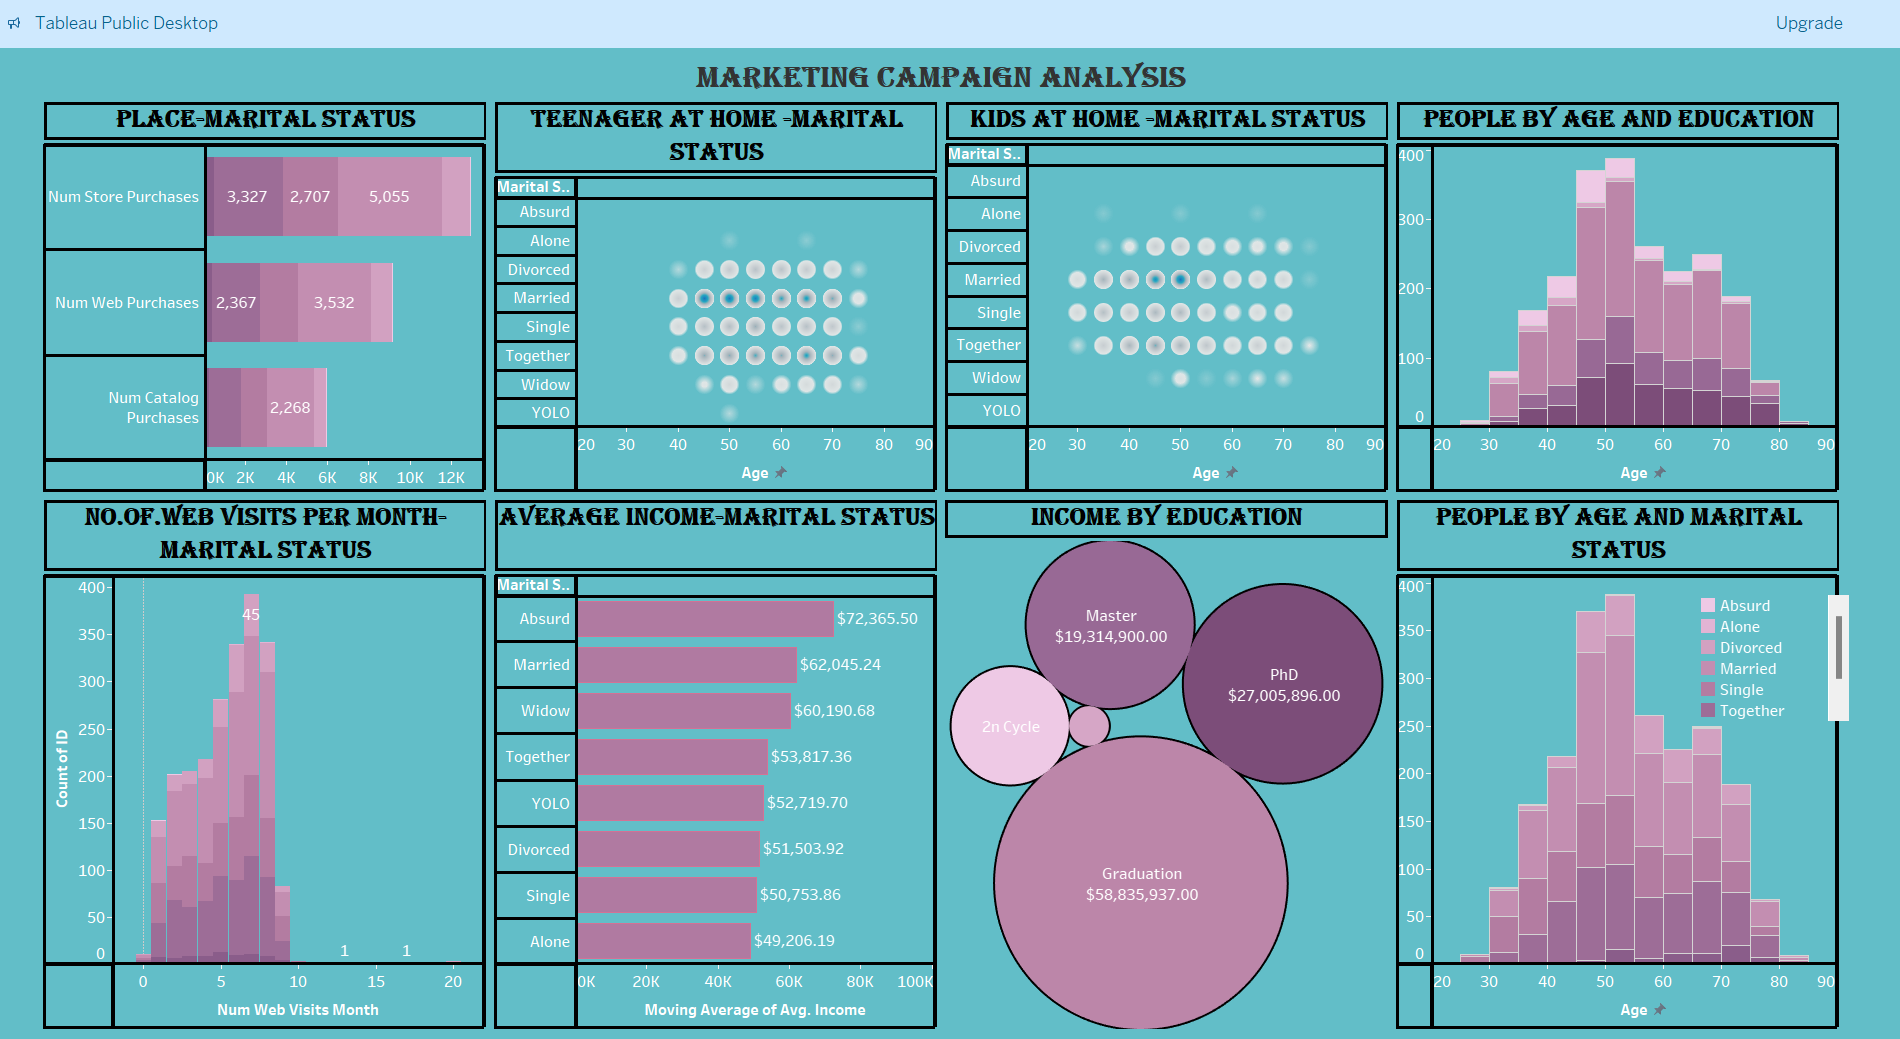 Tableau Public Desktop
Upgrade
MARKETING CAMPAIGN ANALYSIS
PLACE-MARITAL STATUS
Num Store Purchases
3,327
2,707
5,055
Num Web Purchases
2,367
3,532
Num Catalog
Purchases
2,268
0K 2K 4K 6K 8K 10K 12K
TEENAGER AT HOME -MARITAL
STATUS
Marital S..
Absurd
Alone
Divorced
Married
Single
Together
Widow
YOLO
20 30 40 50 60 70 80 90
Age
KIDS AT HOME -MARITAL STATUS
Marital S..
Absurd
Alone
Divorced
Married
Single
Together
Widow
YOLO
20 30 40 50 60 70 80 90
Age
PEOPLE BY AGE AND EDUCATION
400
300
200
100
0
20 30 40 50 60 70 80 90
Age
NO.OF.WEB VISITS PER MONTH-
MARITAL STATUS
Count of ID
400
350
300
250
200
150
100
50
0
45
1
1
0 5 10 15 20
Num Web Visits Month
AVERAGE INCOME-MARITAL STATUS
Marital S..
Absurd $72,365.50
Married $62,045.24
Widow $60,190.68
Together $53,817.36
YOLO $52,719.70
Divorced $51,503.92
Single $50,753.86
Alone $49,206.19
0K 20K 40K 60K 80K 100K
Moving Average of Avg. Income
INCOME BY EDUCATION
Master
$19,314,900.00
PhD
$27,005,896.00
2n Cycle
Graduation
$58,835,937.00
PEOPLE BY AGE AND MARITAL
STATUS
400
350
300
250
200
150
100
50
0
Absurd
Alone
Divorced
Married
Single
Together
20 30 40 50 60 70 80 90
Age